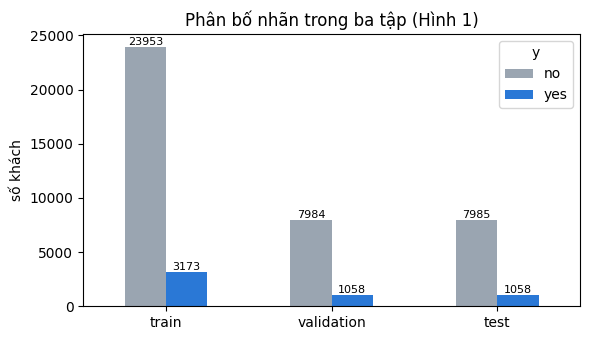 Phân bố nhãn trong ba tập (Hình 1)
số khách
25000
20000
15000
10000
5000
0
y
no
yes
23953
3173
7984
1058
7985
1058
train
validation
test